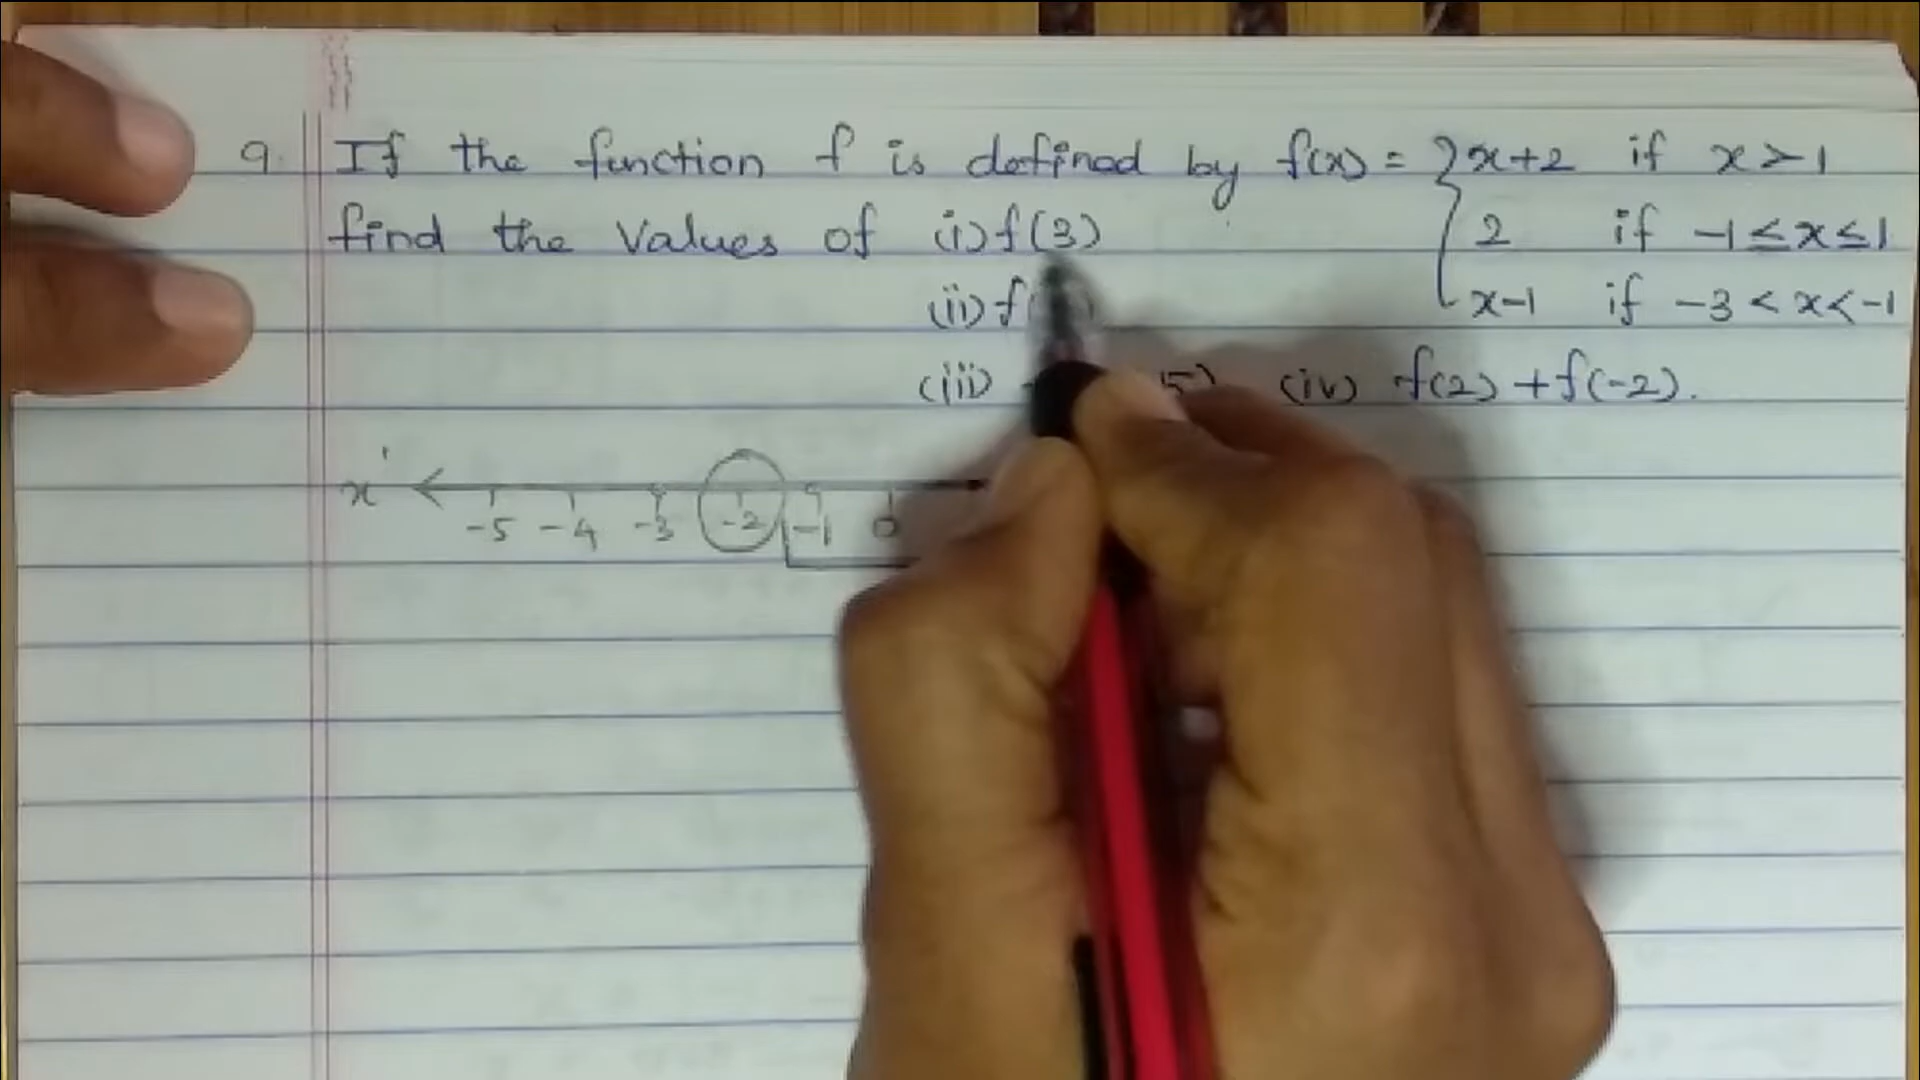 9. If the function f is defined by f(x) = { x+2 if x>1
find the values of (i) f(3) 2 if -1≤x≤1
(ii) f( x-1 if -3<x<-1
(iii) 5) (iv) f(2)+f(-2).
x' -5 -4 -3 -2 -1 0